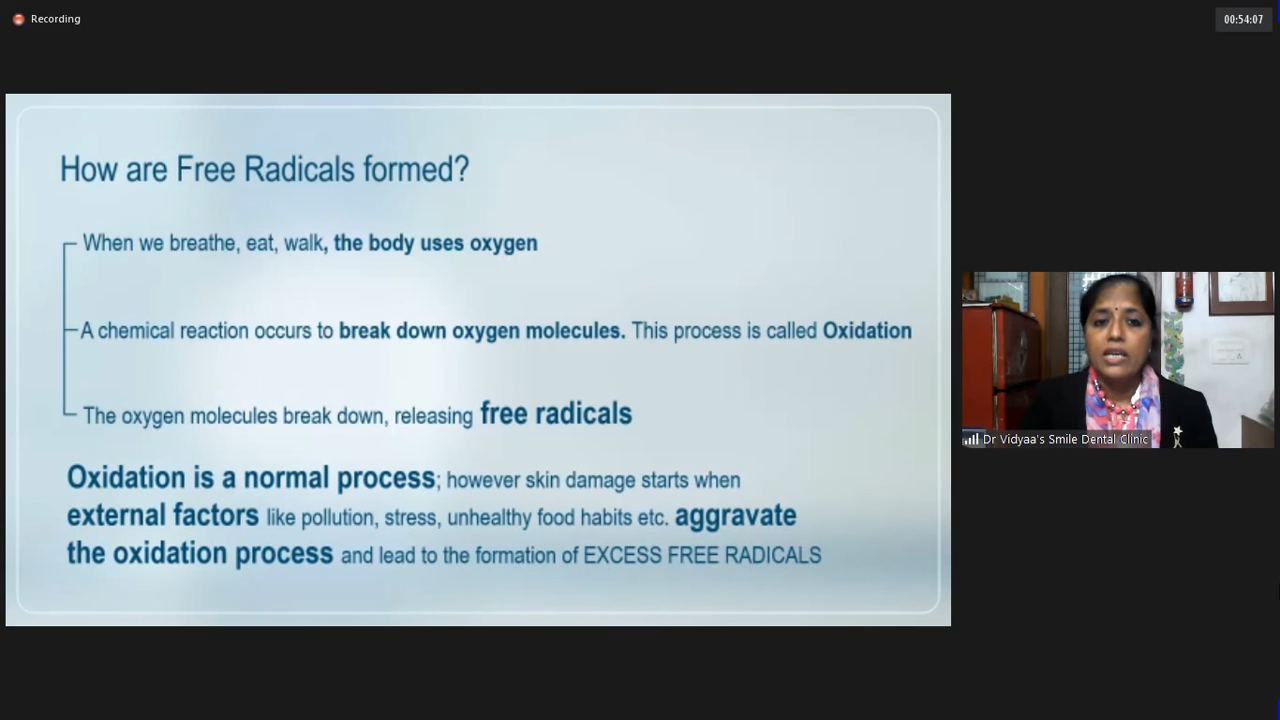 Recording
00:54:07
How are Free Radicals formed?
When we breathe, eat, walk, the body uses oxygen
A chemical reaction occurs to break down oxygen molecules. This process is called Oxidation
The oxygen molecules break down, releasing free radicals
Oxidation is a normal process; however skin damage starts when
external factors like pollution, stress, unhealthy food habits etc. aggravate
the oxidation process and lead to the formation of EXCESS FREE RADICALS
Dr Vidyaa's Smile Dental Clinic